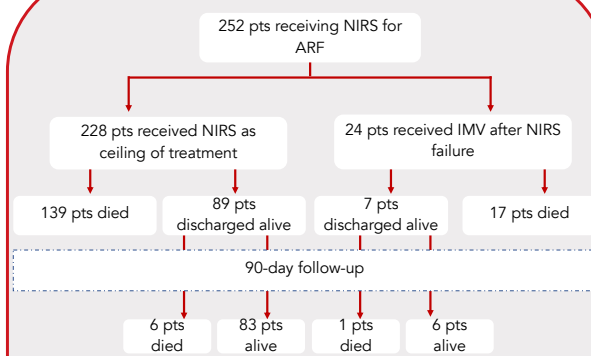 252 pts receiving NIRS for
ARF
228 pts received NIRS as
ceiling of treatment
24 pts received IMV after NIRS
failure
139 pts died
89 pts
discharged alive
7 pts
discharged alive
17 pts died
90-day follow-up
6 pts
died
83 pts
alive
1 pts
died
6 pts
alive